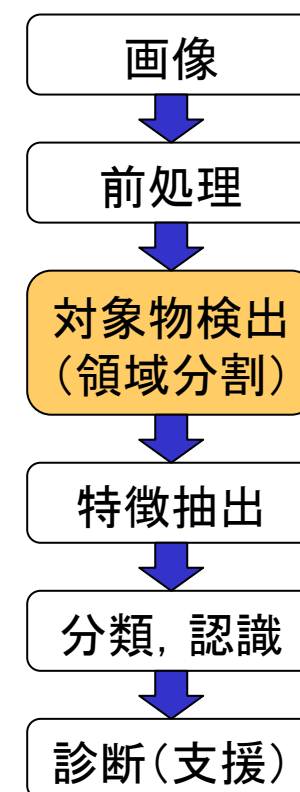 画像
前処理
対象物検出
（領域分割）
特徴抽出
分類，認識
診断（支援）